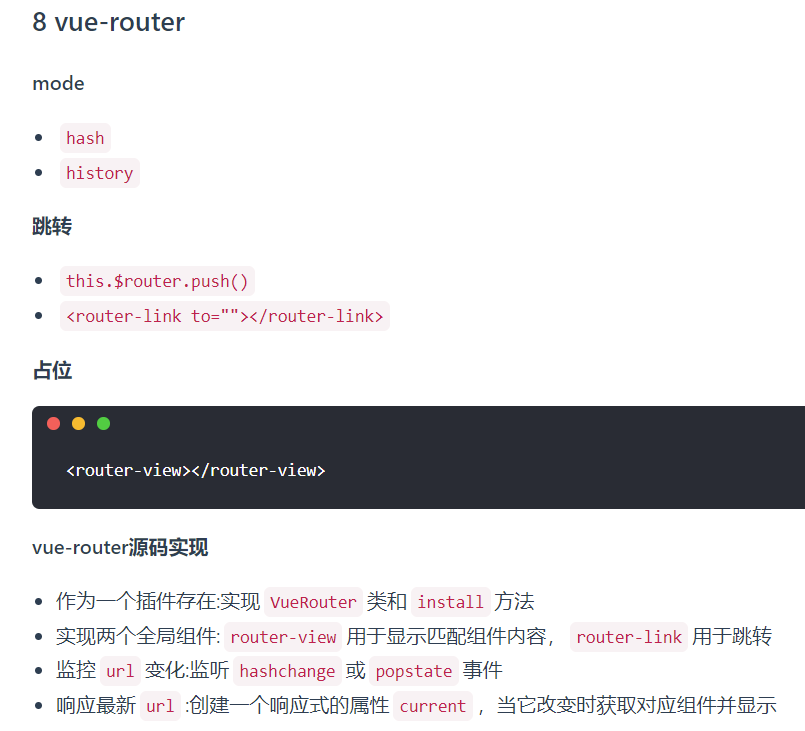 8 vue-router
mode
hash
history
跳转
this.$router.push()
<router-link to=""></router-link>
占位
<router-view></router-view>
vue-router源码实现
作为一个插件存在:实现 VueRouter 类和 install 方法
实现两个全局组件: router-view 用于显示匹配组件内容， router-link 用于跳转
监控 url 变化:监听 hashchange 或 popstate 事件
响应最新 url :创建一个响应式的属性 current ，当它改变时获取对应组件并显示